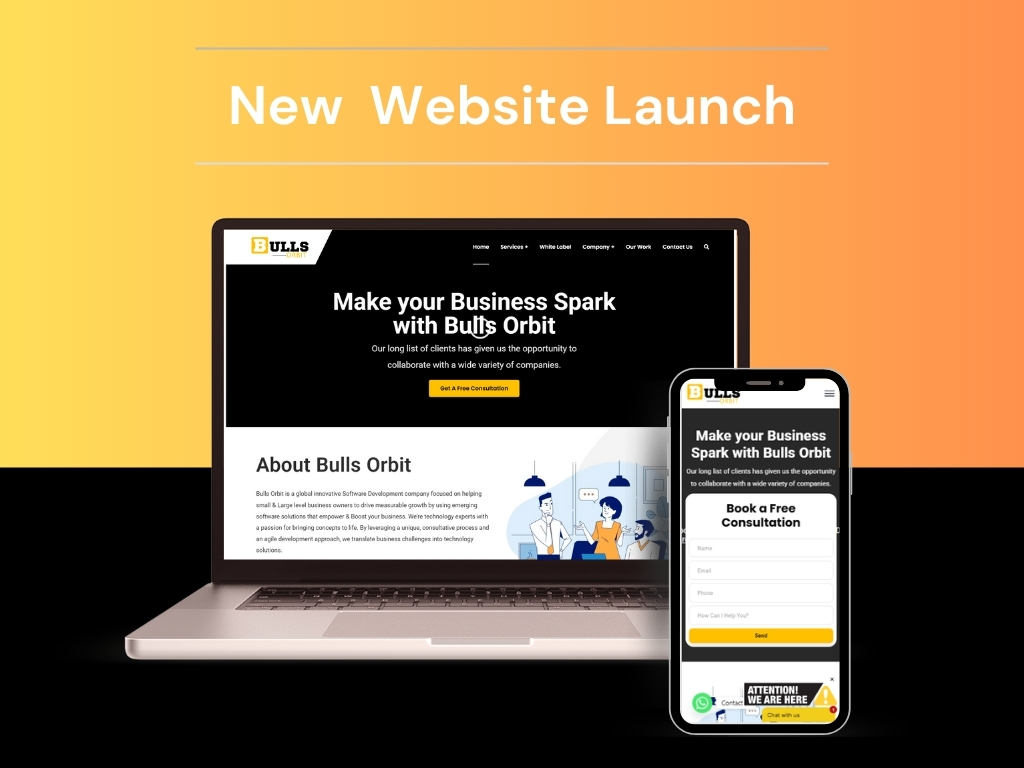 New Website Launch
BULLS
ORBIT
Home Services + White Label Company + Our Work Contact Us
Make your Business Spark
with Bulls Orbit
Our long list of clients has given us the opportunity to
collaborate with a wide variety of companies.
Get A Free Consultation
About Bulls Orbit
Bulls Orbit is a global innovative Software Development company focused on helping
small & Large level business owners to drive measurable growth by using emerging
software solutions that empower & Boost your business. We're technology experts with
a passion for bringing concepts to life. By leveraging a unique, consultative process and
an agile development approach, we translate business challenges into technology
solutions.
BULLS
ORBIT
Make your Business
Spark with Bulls Orbit
Our long list of clients has given us the opportunity
to collaborate with a wide variety of companies.
Book a Free
Consultation
Name
Email
Phone
How Can I Help You?
Send
ATTENTION!
WE ARE HERE
Contact
Chat with us
1